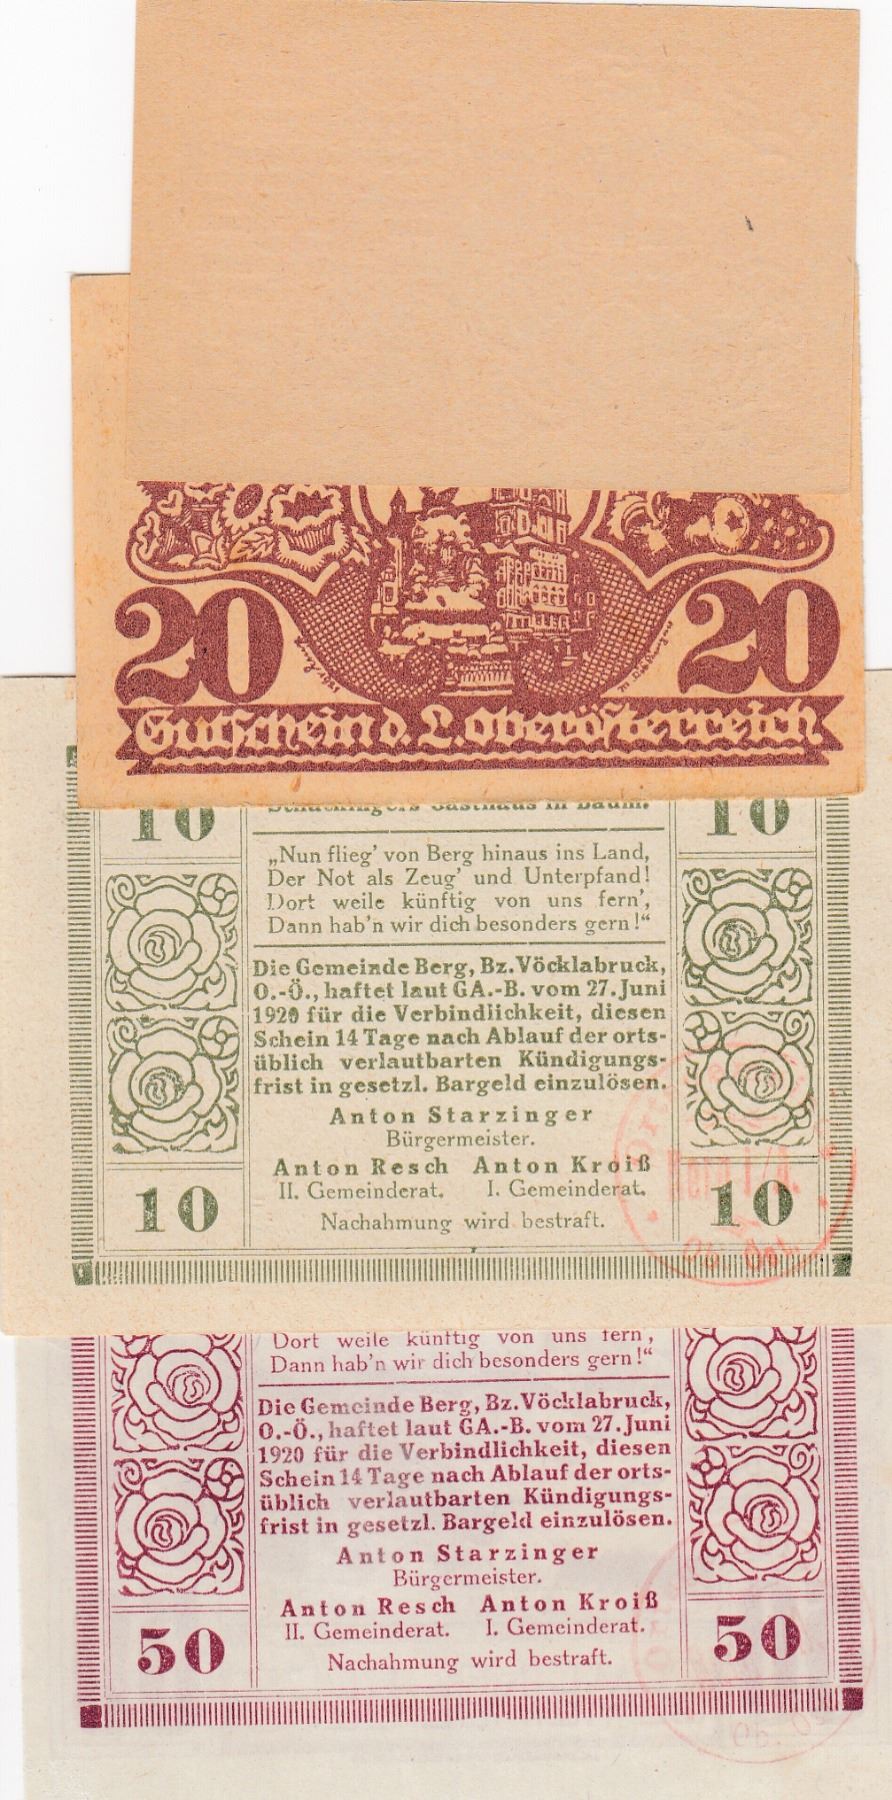 20 20
Gutschein d. L. Oberösterreich
10 10
Schuckingers Gasthaus in Baum.
„Nun flieg' von Berg hinaus ins Land,
Der Not als Zeug' und Unterpfand!
Dort weile künftig von uns fern',
Dann hab'n wir dich besonders gern!“
Die Gemeinde Berg, Bz. Vöcklabruck,
O.-Ö., haftet laut GA.-B. vom 27. Juni
1920 für die Verbindlichkeit, diesen
Schein 14 Tage nach Ablauf der orts-
üblich verlautbarten Kündigungs-
frist in gesetzl. Bargeld einzulösen.
Anton Starzinger
Bürgermeister.
Anton Resch Anton Kroiß
II. Gemeinderat. I. Gemeinderat.
10 10
Nachahmung wird bestraft.
Dort weile künftig von uns fern',
Dann hab'n wir dich besonders gern!“
Die Gemeinde Berg, Bz. Vöcklabruck,
O.-Ö., haftet laut GA.-B. vom 27. Juni
1920 für die Verbindlichkeit, diesen
Schein 14 Tage nach Ablauf der orts-
üblich verlautbarten Kündigungs-
frist in gesetzl. Bargeld einzulösen.
Anton Starzinger
Bürgermeister.
Anton Resch Anton Kroiß
II. Gemeinderat. I. Gemeinderat.
50 50
Nachahmung wird bestraft.